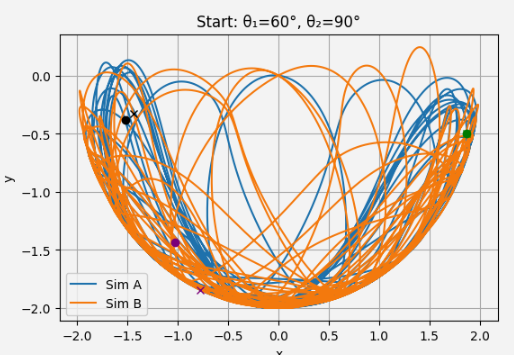 Start: θ₁=60°, θ₂=90°
0.0
−0.5
−1.0
−1.5
−2.0
y
Sim A
Sim B
−2.0 −1.5 −1.0 −0.5 0.0 0.5 1.0 1.5 2.0
x